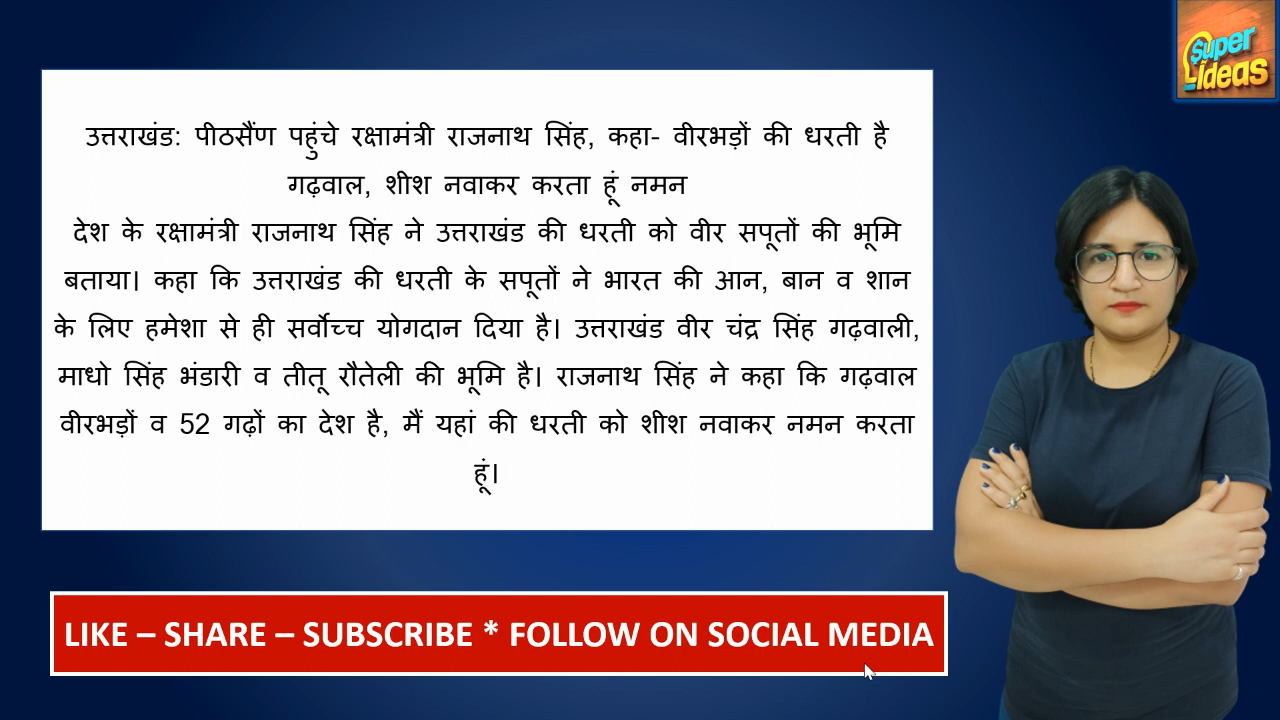 Super
Ideas
उत्तराखंड: पीठसैंण पहुंचे रक्षामंत्री राजनाथ सिंह, कहा- वीरभड़ों की धरती है
गढ़वाल, शीश नवाकर करता हूं नमन
देश के रक्षामंत्री राजनाथ सिंह ने उत्तराखंड की धरती को वीर सपूतों की भूमि
बताया। कहा कि उत्तराखंड की धरती के सपूतों ने भारत की आन, बान व शान
के लिए हमेशा से ही सर्वोच्च योगदान दिया है। उत्तराखंड वीर चंद्र सिंह गढ़वाली,
माधो सिंह भंडारी व तीतू रौतेली की भूमि है। राजनाथ सिंह ने कहा कि गढ़वाल
वीरभड़ों व 52 गढ़ों का देश है, मैं यहां की धरती को शीश नवाकर नमन करता
हूं।
LIKE – SHARE – SUBSCRIBE * FOLLOW ON SOCIAL MEDIA